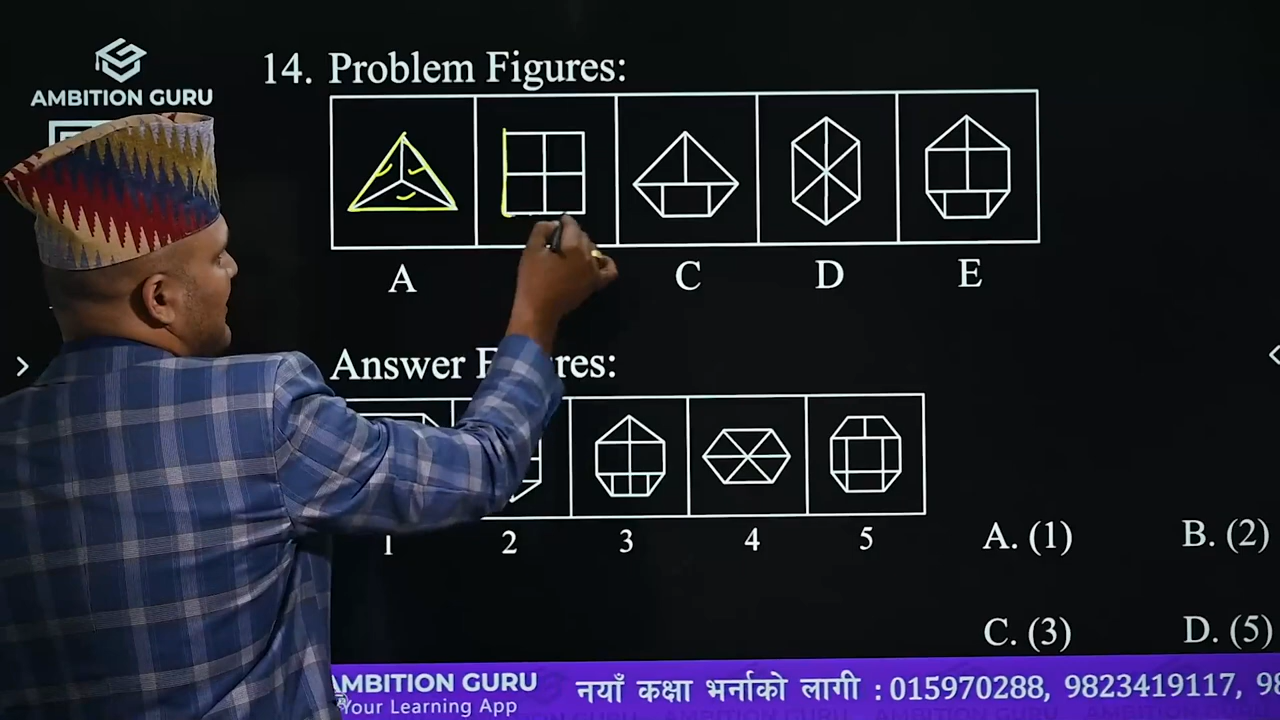 AMBITION GURU
14. Problem Figures:
A C D E
Answer
res:
1 2 3 4 5
A. (1) B. (2)
C. (3) D. (5)
AMBITION GURU
Your Learning App
नयाँ कक्षा भर्नाको लागी : 015970288, 9823419117, 98